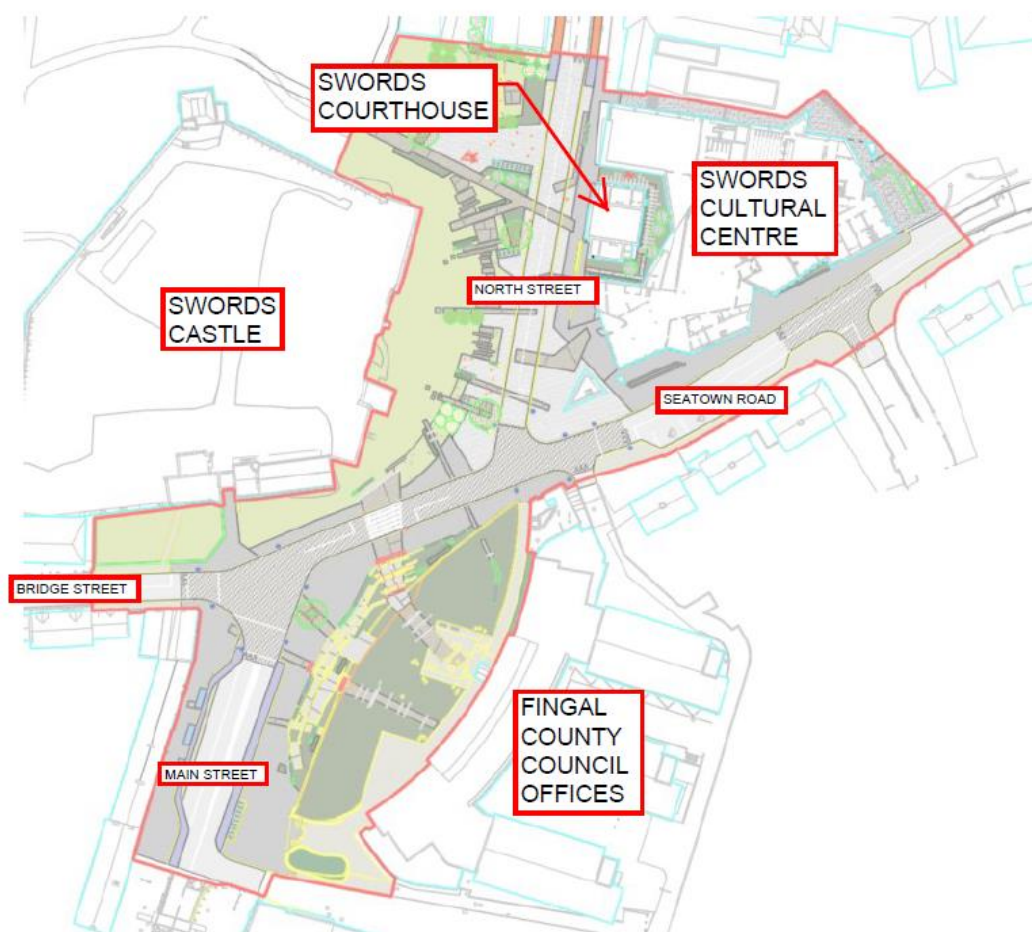 SWORDS
COURTHOUSE
SWORDS
CULTURAL
CENTRE
NORTH STREET
SWORDS
CASTLE
SEATOWN ROAD
BRIDGE STREET
FINGAL
COUNTY
COUNCIL
OFFICES
MAIN STREET